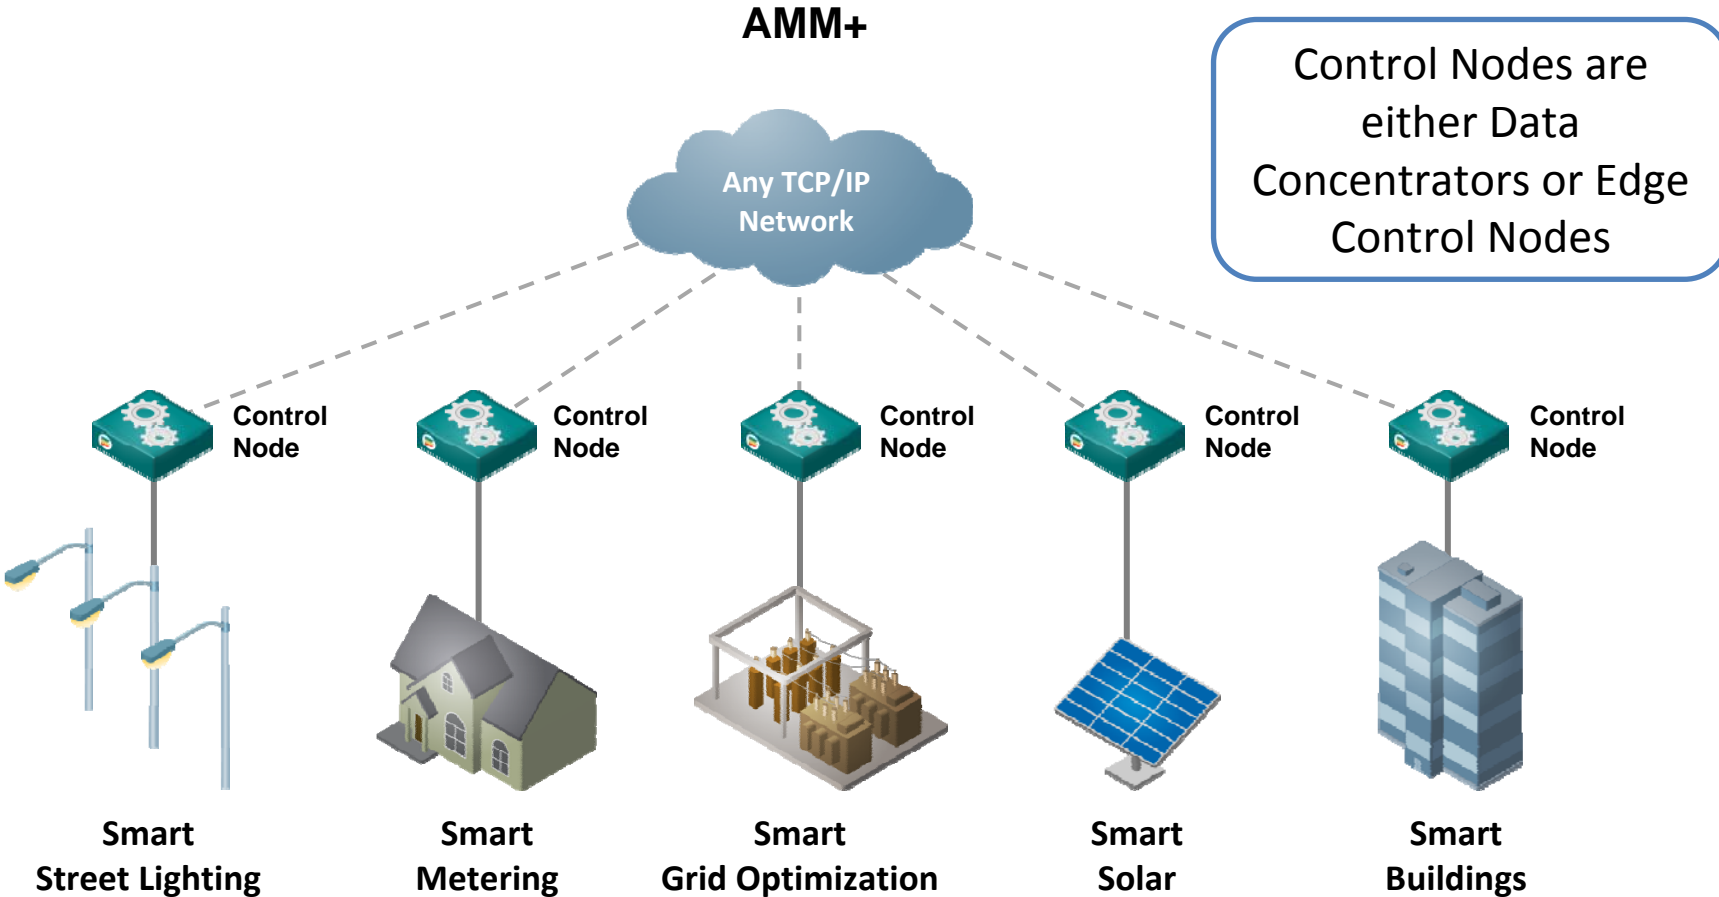 AMM+
Control Nodes are
either Data
Concentrators or Edge
Control Nodes
Any TCP/IP
Network
Control
Node
Control
Node
Control
Node
Control
Node
Control
Node
Smart
Street Lighting
Smart
Metering
Smart
Grid Optimization
Smart
Solar
Smart
Buildings